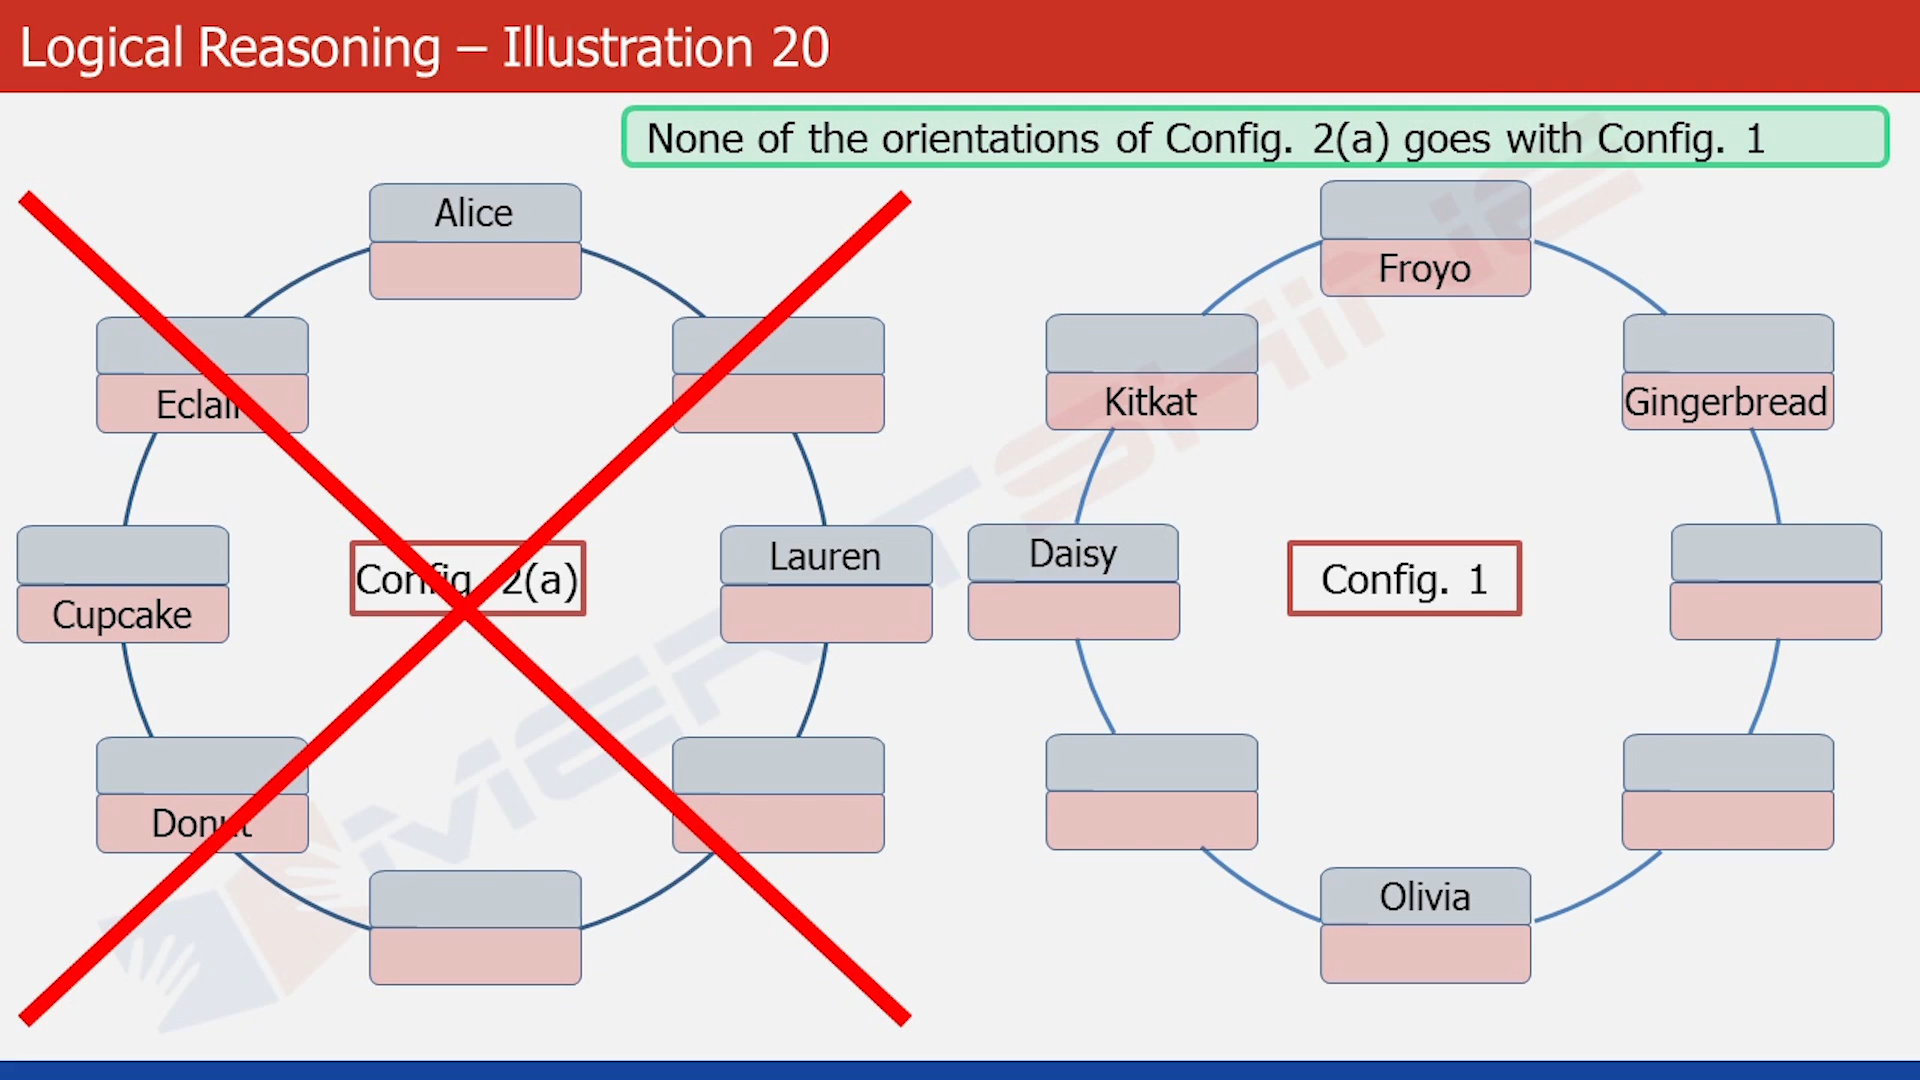 Logical Reasoning – Illustration 20
None of the orientations of Config. 2(a) goes with Config. 1
Alice
Eclair
Cupcake
Config. 2(a)
Lauren
Donut
Froyo
Kitkat
Gingerbread
Daisy
Config. 1
Olivia